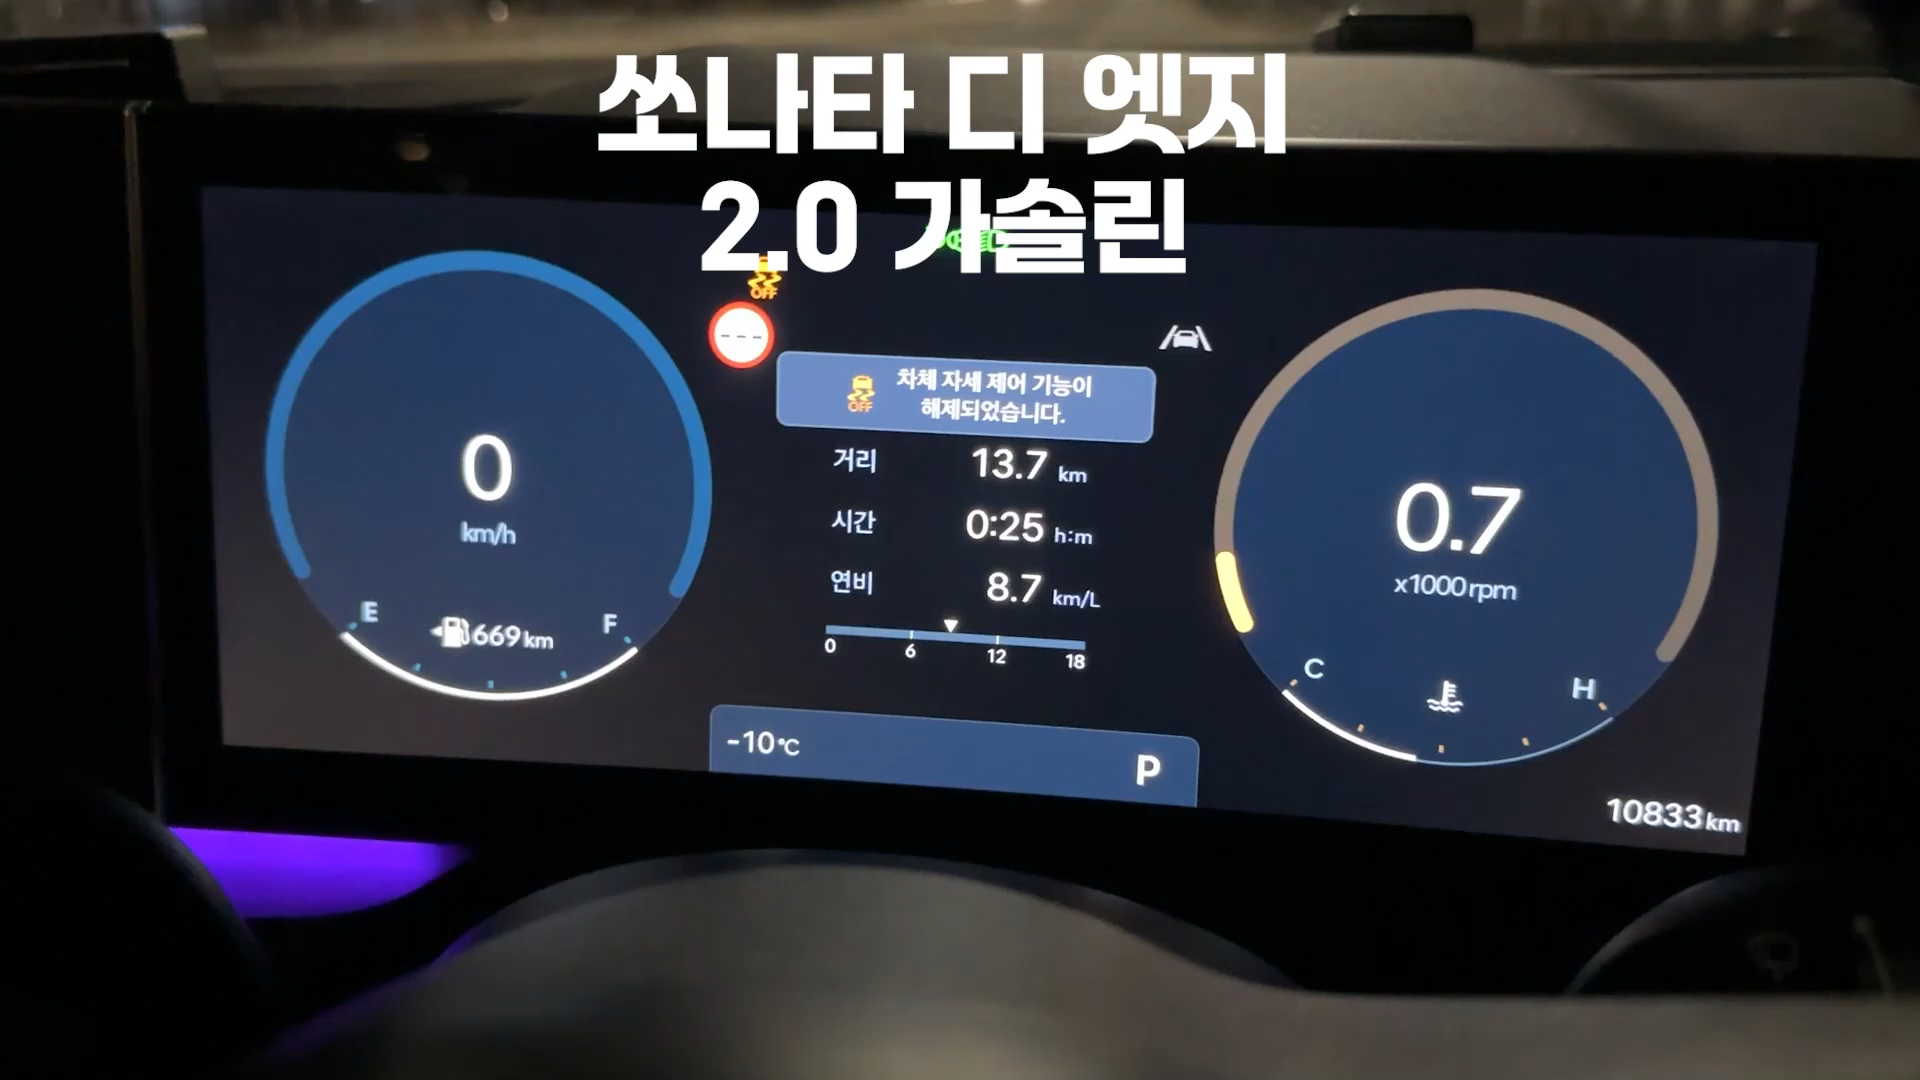 쏘나타 디 엣지
2.0 가솔린
OFF
---
OFF 차체 자세 제어 기능이
해제되었습니다.
거리 13.7 km
시간 0:25 h:m
연비 8.7 km/L
0 6 12 18
0
km/h
E 669 km F
0.7
x1000rpm
C H
-10°C P
10833 km